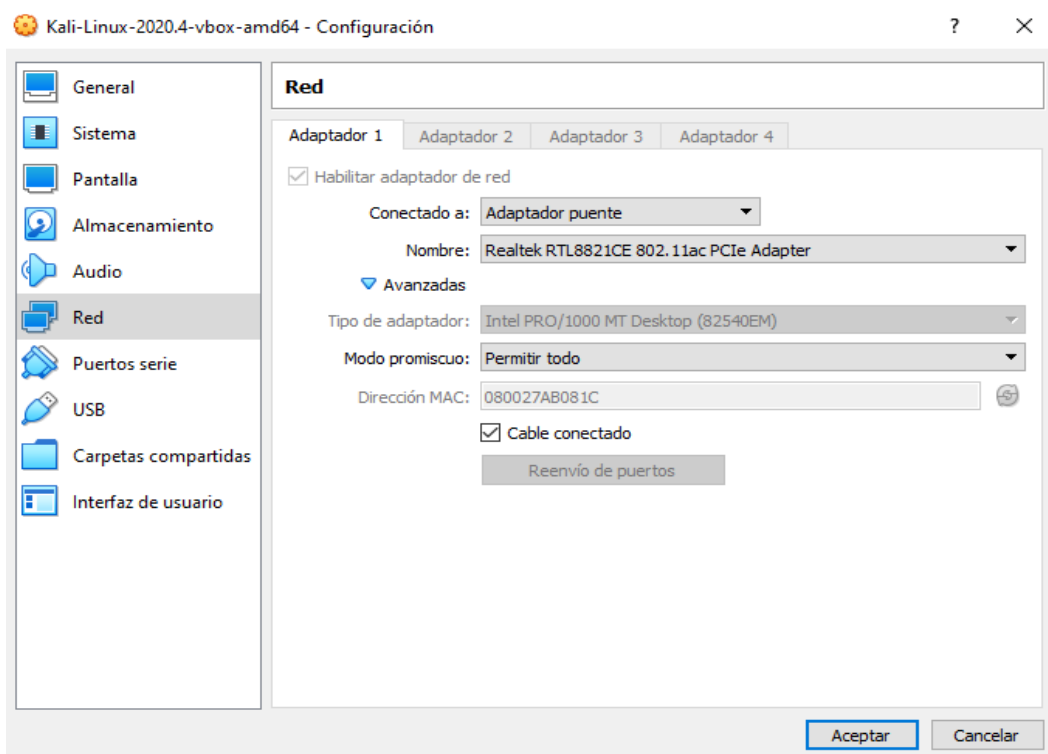 Kali-Linux-2020.4-vbox-amd64 - Configuración
?
General
Sistema
Pantalla
Almacenamiento
Audio
Red
Puertos serie
USB
Carpetas compartidas
Interfaz de usuario
Red
Adaptador 1 Adaptador 2 Adaptador 3 Adaptador 4
Habilitar adaptador de red
Conectado a: Adaptador puente
Nombre: Realtek RTL8821CE 802.11ac PCIe Adapter
Avanzadas
Tipo de adaptador: Intel PRO/1000 MT Desktop (82540EM)
Modo promiscuo: Permitir todo
Dirección MAC: 080027AB081C
Cable conectado
Reenvío de puertos
Aceptar Cancelar